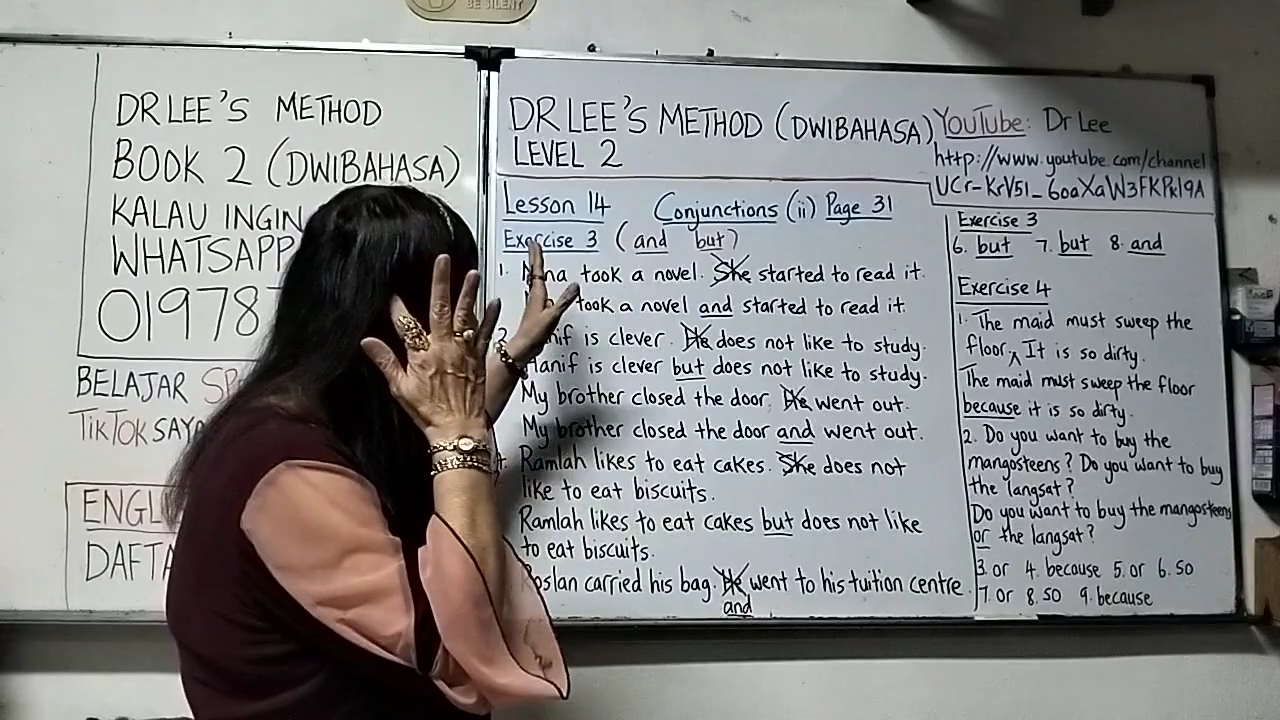 BE SILENT
DR LEE'S METHOD
BOOK 2 (DWIBAHASA)
KALAU INGIN
WHATSAPP
01978
BELAJAR
TIKTOK SAYA
ENGL
DAFTA
DR LEE'S METHOD (DWIBAHASA)
LEVEL 2
YouTube: Dr Lee
http://www.youtube.com/channel
UCr-KrV51_6oaXaW3FKPkl9A
Lesson 14 Conjunctions (ii) Page 31
Exercise 3 (and but)
1. Nina took a novel. She started to read it.
took a novel and started to read it.
2. Hanif is clever. He does not like to study.
Hanif is clever but does not like to study.
My brother closed the door. He went out.
My brother closed the door and went out.
Ramlah likes to eat cakes. She does not
like to eat biscuits.
Ramlah likes to eat cakes but does not like
to eat biscuits.
Roslan carried his bag. He went to his tuition centre.
and
Exercise 3
6. but 7. but 8. and
Exercise 4
1. The maid must sweep the
floor. It is so dirty.
The maid must sweep the floor
because it is so dirty.
2. Do you want to buy the
mangosteens? Do you want to buy
the langsat?
Do you want to buy the mangosteens
or the langsat?
3. or 4. because 5. or 6. so
7. or 8. so 9. because